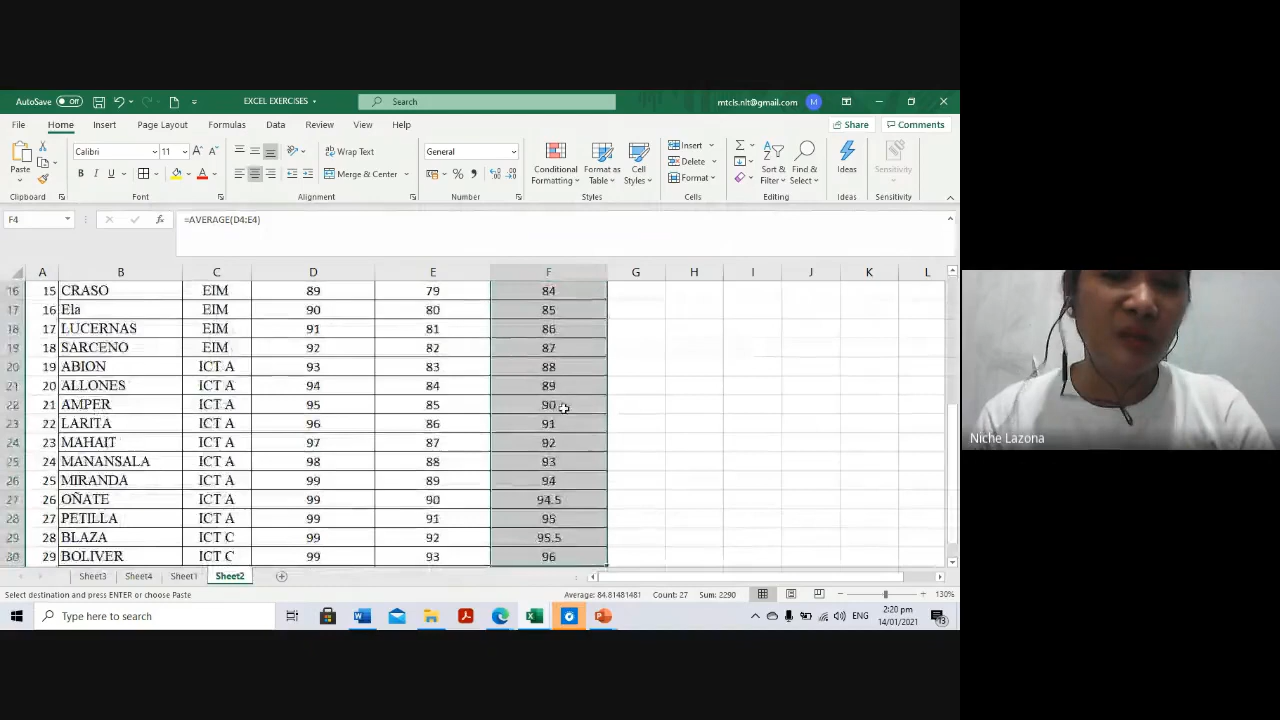 AutoSave Off EXCEL EXERCISES Search mtcls.nlt@gmail.com M
File Home Insert Page Layout Formulas Data Review View Help Share Comments
Paste Calibri 11 A A Wrap Text General Conditional Formatting Format as Table Cell Styles Insert Delete Format Sort & Filter Find & Select Ideas Sensitivity
B I U Merge & Center
Clipboard Font Alignment Number Styles Cells Editing Ideas Sensitivity
F4 fx =AVERAGE(D4:E4)
A B C D E F G H I J K L
16 15 CRASO EIM 89 79 84
17 16 Ela EIM 90 80 85
18 17 LUCERNAS EIM 91 81 86
19 18 SARCENO EIM 92 82 87
20 19 ABION ICT A 93 83 88
21 20 ALLONES ICT A 94 84 89
22 21 AMPER ICT A 95 85 90
23 22 LARITA ICT A 96 86 91
24 23 MAHAIT ICT A 97 87 92
25 24 MANANSALA ICT A 98 88 93
26 25 MIRANDA ICT A 99 89 94
27 26 OÑATE ICT A 99 90 94.5
28 27 PETILLA ICT A 99 91 95
29 28 BLAZA ICT C 99 92 95.5
30 29 BOLIVER ICT C 99 93 96
Niche Lazona
Sheet3 Sheet4 Sheet1 Sheet2
Select destination and press ENTER or choose Paste Average: 84.81481481 Count: 27 Sum: 2290 130%
Type here to search ENG 2:20 pm
14/01/2021